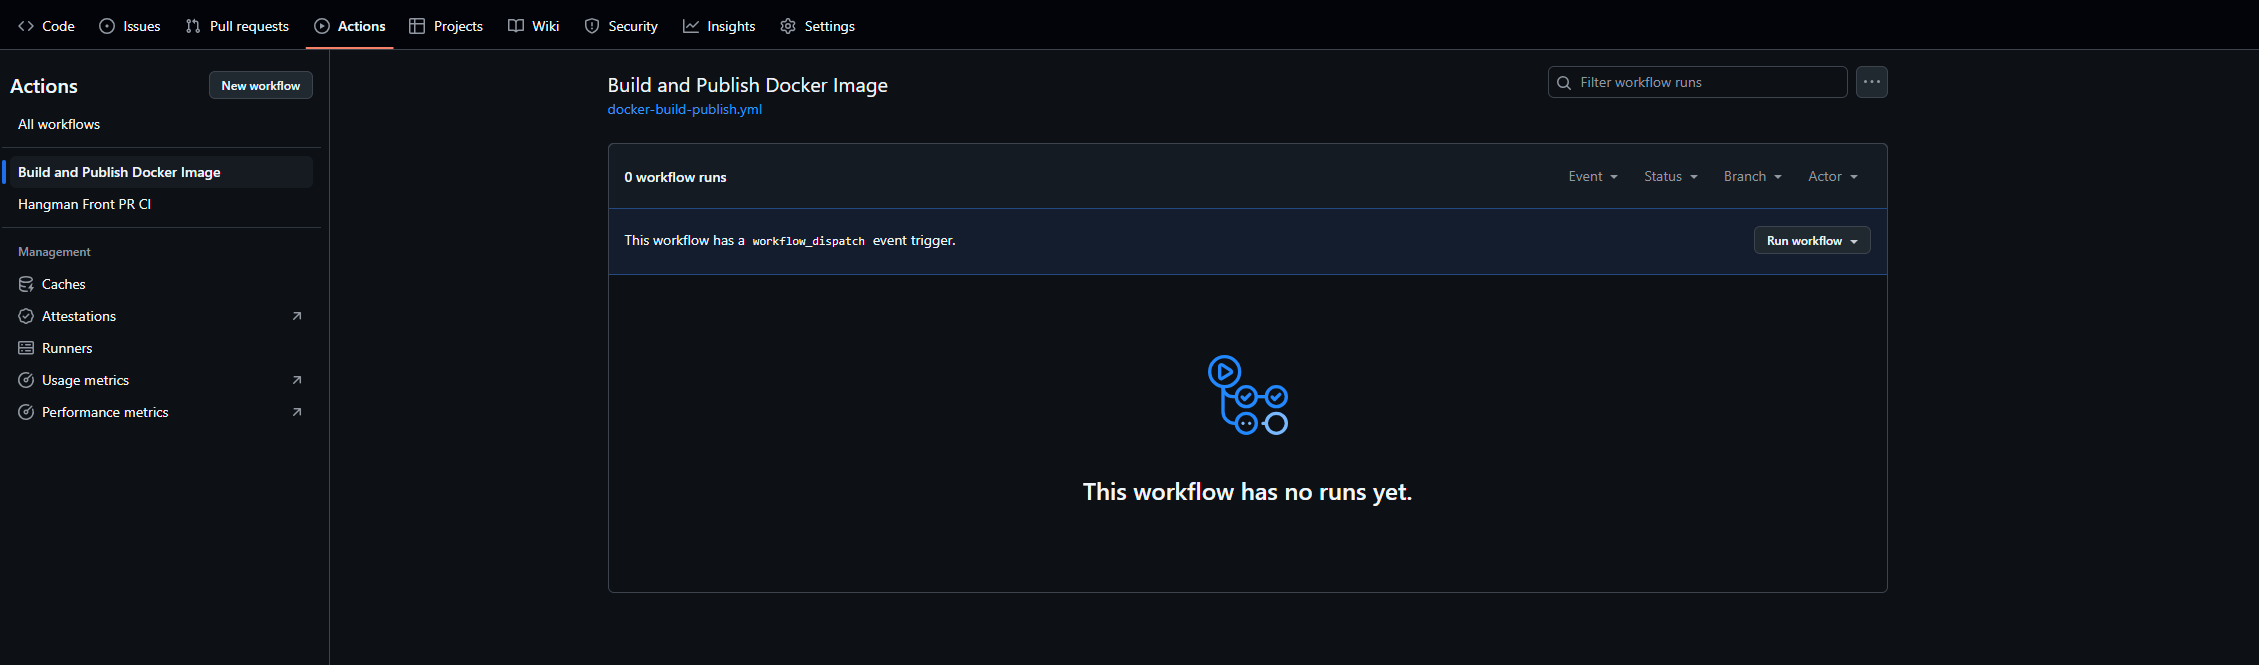 Code Issues Pull requests Actions Projects Wiki Security Insights Settings
Actions
New workflow
All workflows
Build and Publish Docker Image
Hangman Front PR CI
Management
Caches
Attestations
Runners
Usage metrics
Performance metrics
Build and Publish Docker Image
docker-build-publish.yml
Filter workflow runs
0 workflow runs
Event Status Branch Actor
This workflow has a workflow_dispatch event trigger.
Run workflow
This workflow has no runs yet.